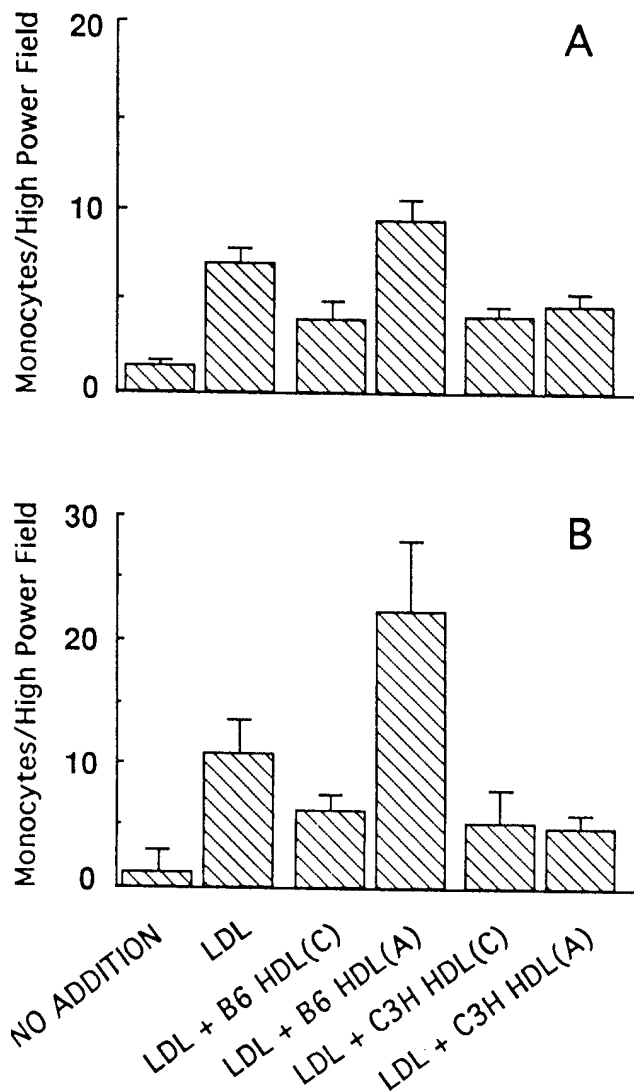 A
Monocytes/High Power Field
20
10
0
B
Monocytes/High Power Field
30
20
10
0
NO ADDITION
LDL
LDL + B6 HDL(C)
LDL + B6 HDL(A)
LDL + C3H HDL(C)
LDL + C3H HDL(A)